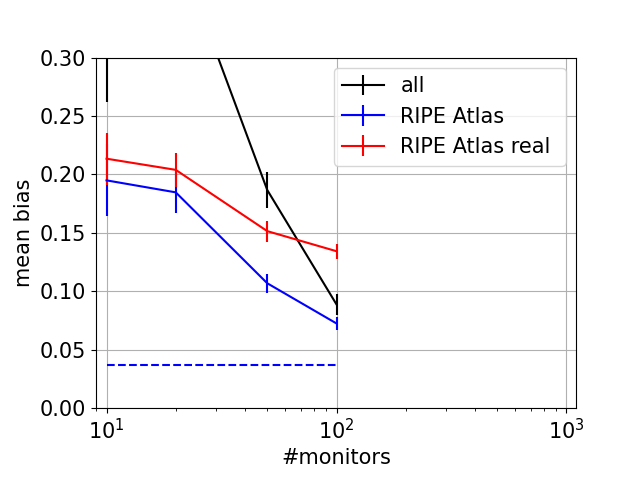 0.30
0.25
0.20
0.15
0.10
0.05
0.00
mean bias
all
RIPE Atlas
RIPE Atlas real
10¹ 10² 10³
#monitors